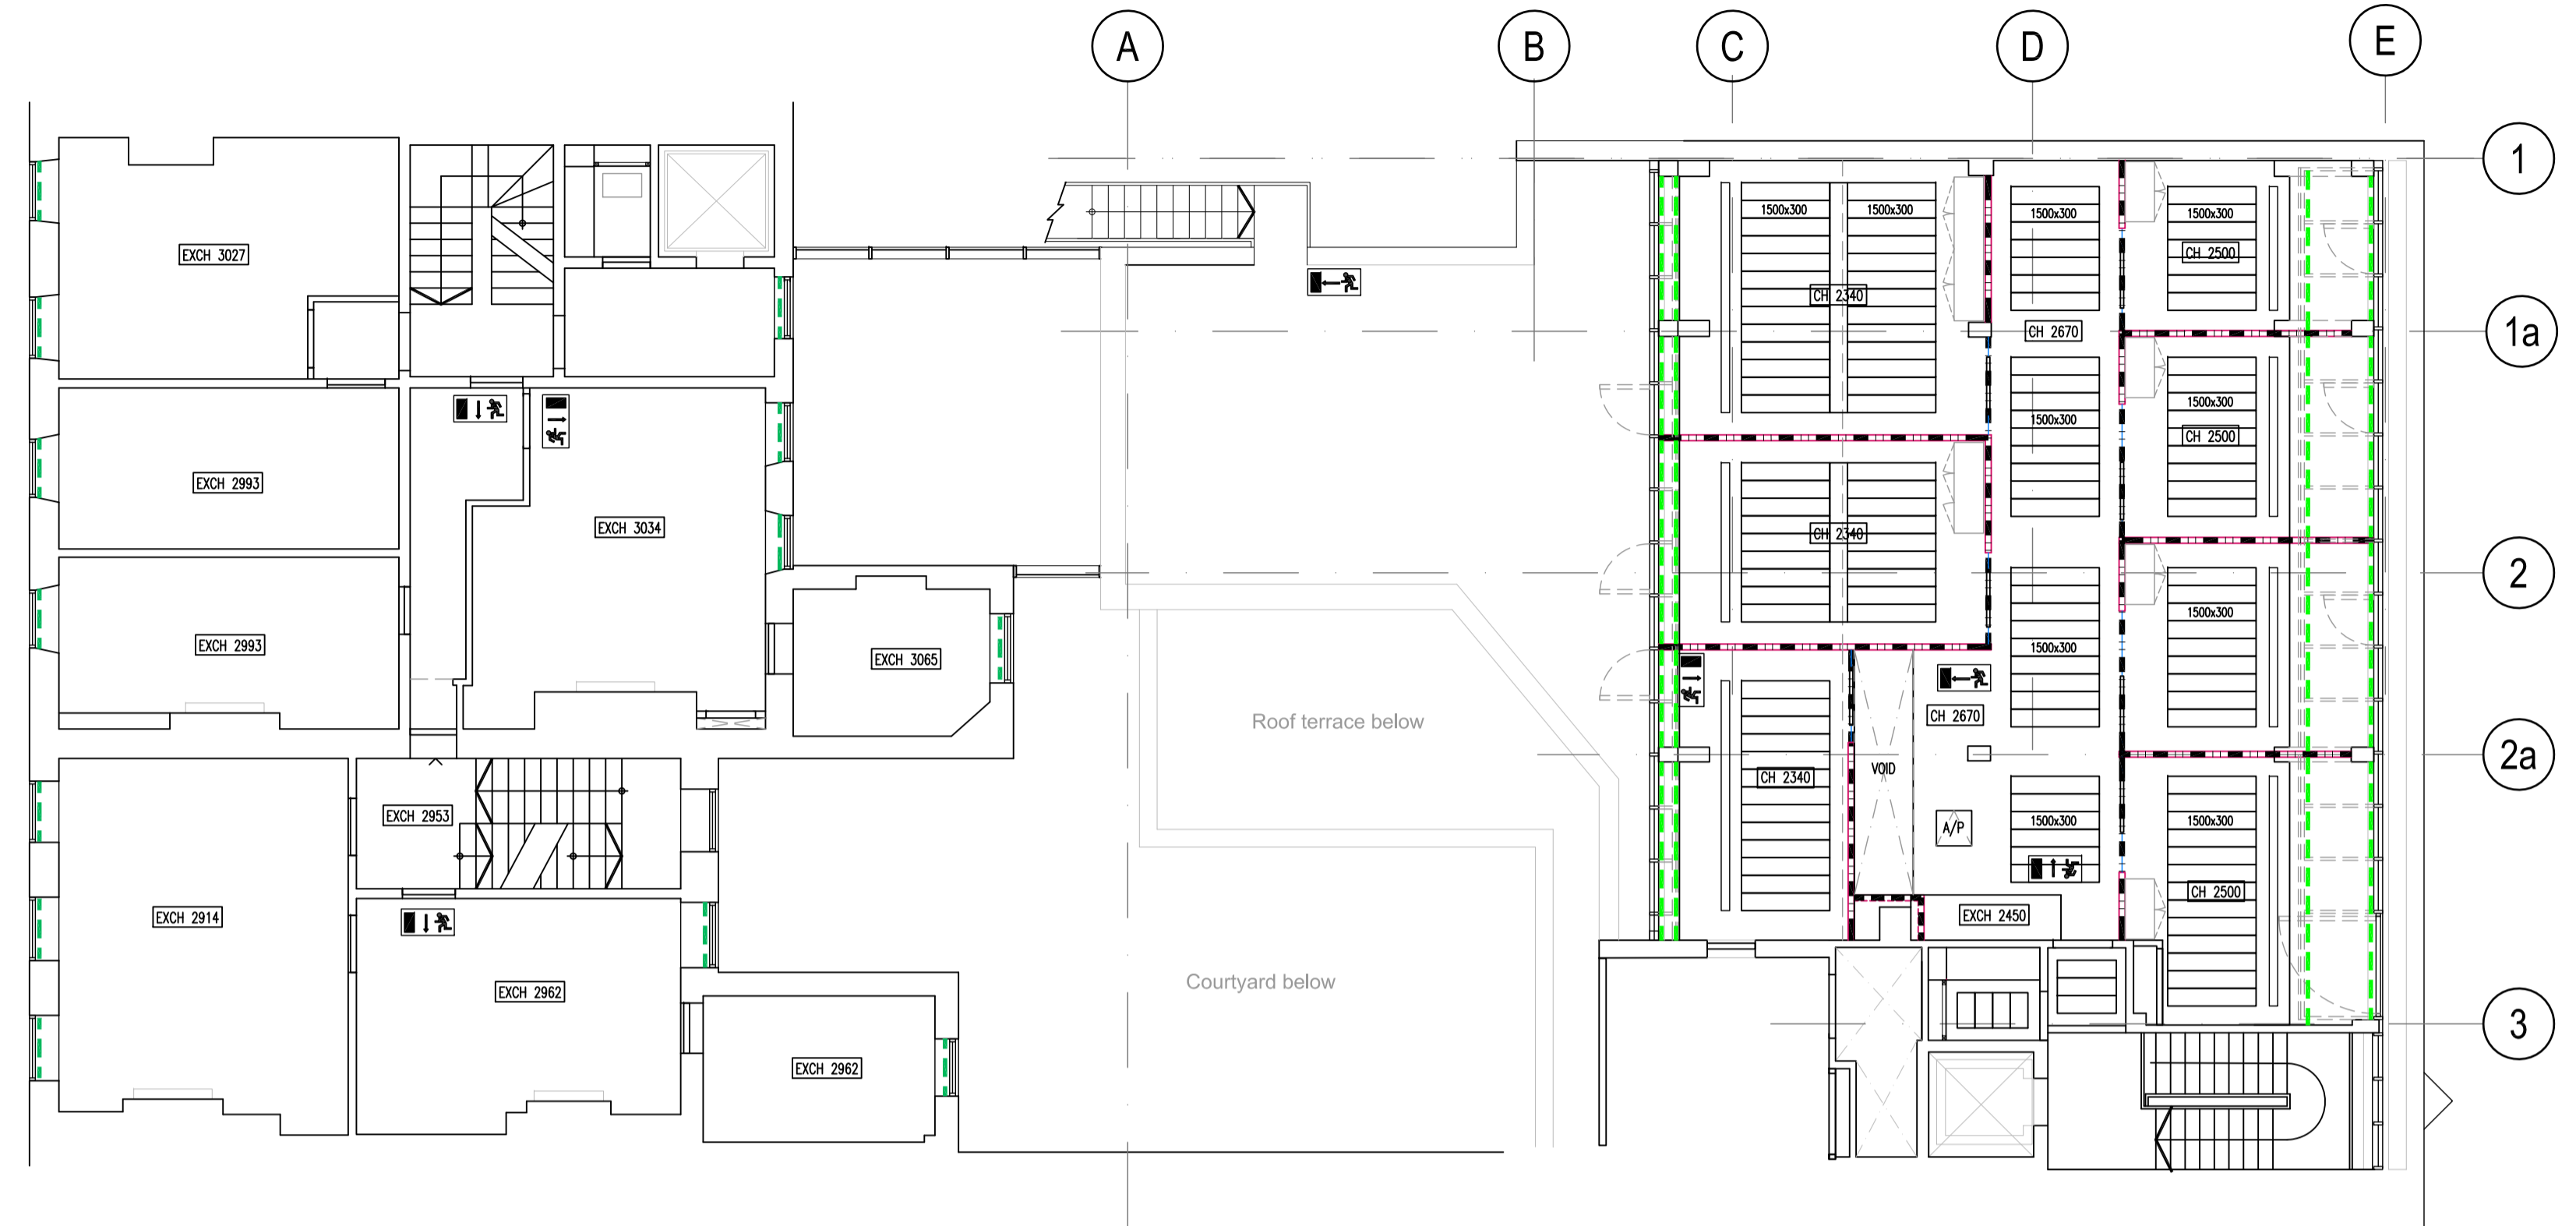 A
B
C
D
E
1
1500x300
1500x300
1500x300
1500x300
EXCH 3027
CH 2500
CH 2340
CH 2670
1a
1500x300
1500x300
CH 2500
EXCH 2993
EXCH 3034
CH 2340
2
1500x300
EXCH 2993
EXCH 3065
1500x300
Roof terrace below
CH 2670
2a
VOID
CH 2340
EXCH 2953
A/P
1500x300
1500x300
CH 2500
EXCH 2914
EXCH 2450
Courtyard below
EXCH 2962
3
EXCH 2962